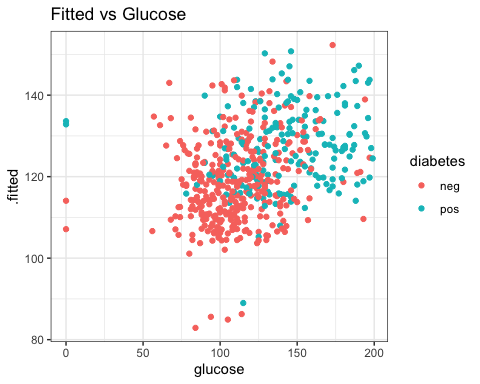 Fitted vs Glucose
.fitted
140
120
100
80
0
50
100
150
200
glucose
diabetes
neg
pos